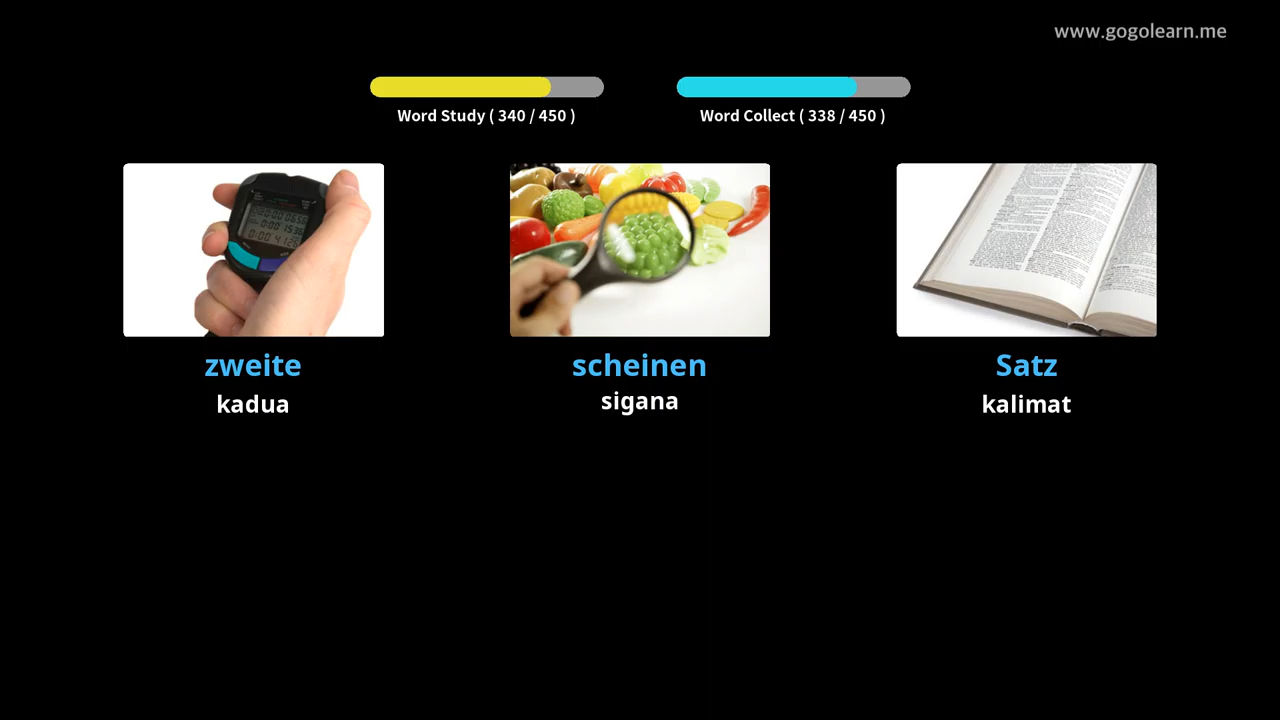 www.gogolearn.me
Word Study ( 340 / 450 )
Word Collect ( 338 / 450 )
zweite
kadua
scheinen
sigana
Satz
kalimat